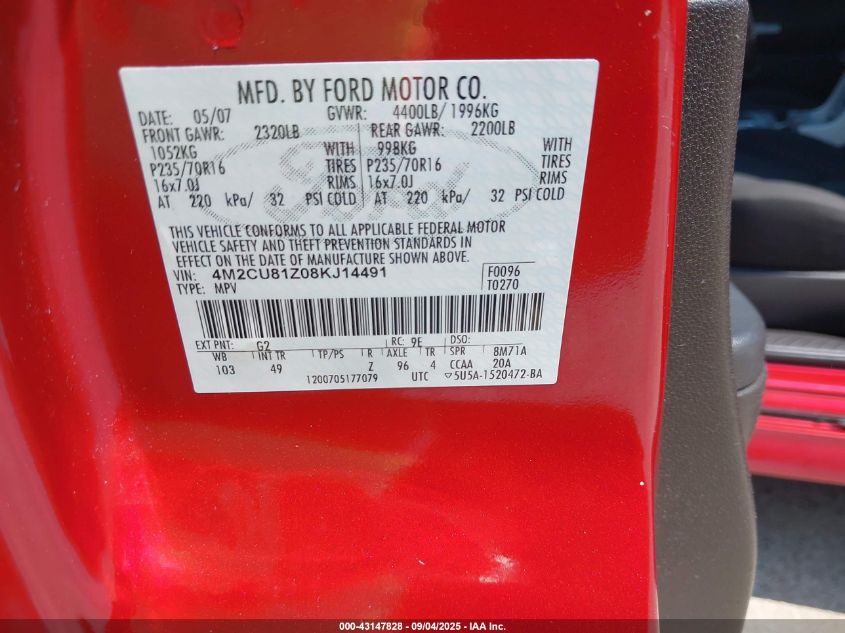 MFD. BY FORD MOTOR CO.
DATE: 05/07 GVWR: 4400LB/ 1996KG
FRONT GAWR: 2320LB REAR GAWR: 2200LB
1052KG WITH 998KG WITH
P235/70R16 TIRES P235/70R16 TIRES
16x7.0J RIMS 16x7.0J RIMS
AT 220 kPa/ 32 PSI COLD AT 220 kPa/ 32 PSI COLD
Ford
THIS VEHICLE CONFORMS TO ALL APPLICABLE FEDERAL MOTOR
VEHICLE SAFETY AND THEFT PREVENTION STANDARDS IN
EFFECT ON THE DATE OF MANUFACTURE SHOWN ABOVE.
VIN: 4M2CU81Z08KJ14491 F0096
TYPE: MPV T0270
EXT PNT: G2 RC: 9E DSO:
WB INT TR TP/PS R AXLE TR SPR 8M71A
103 49 Z 96 4 CCAA 20A
1200705177079 UTC ▽5U5A-1520472-BA
000-43147828 - 09/04/2025 - IAA Inc.